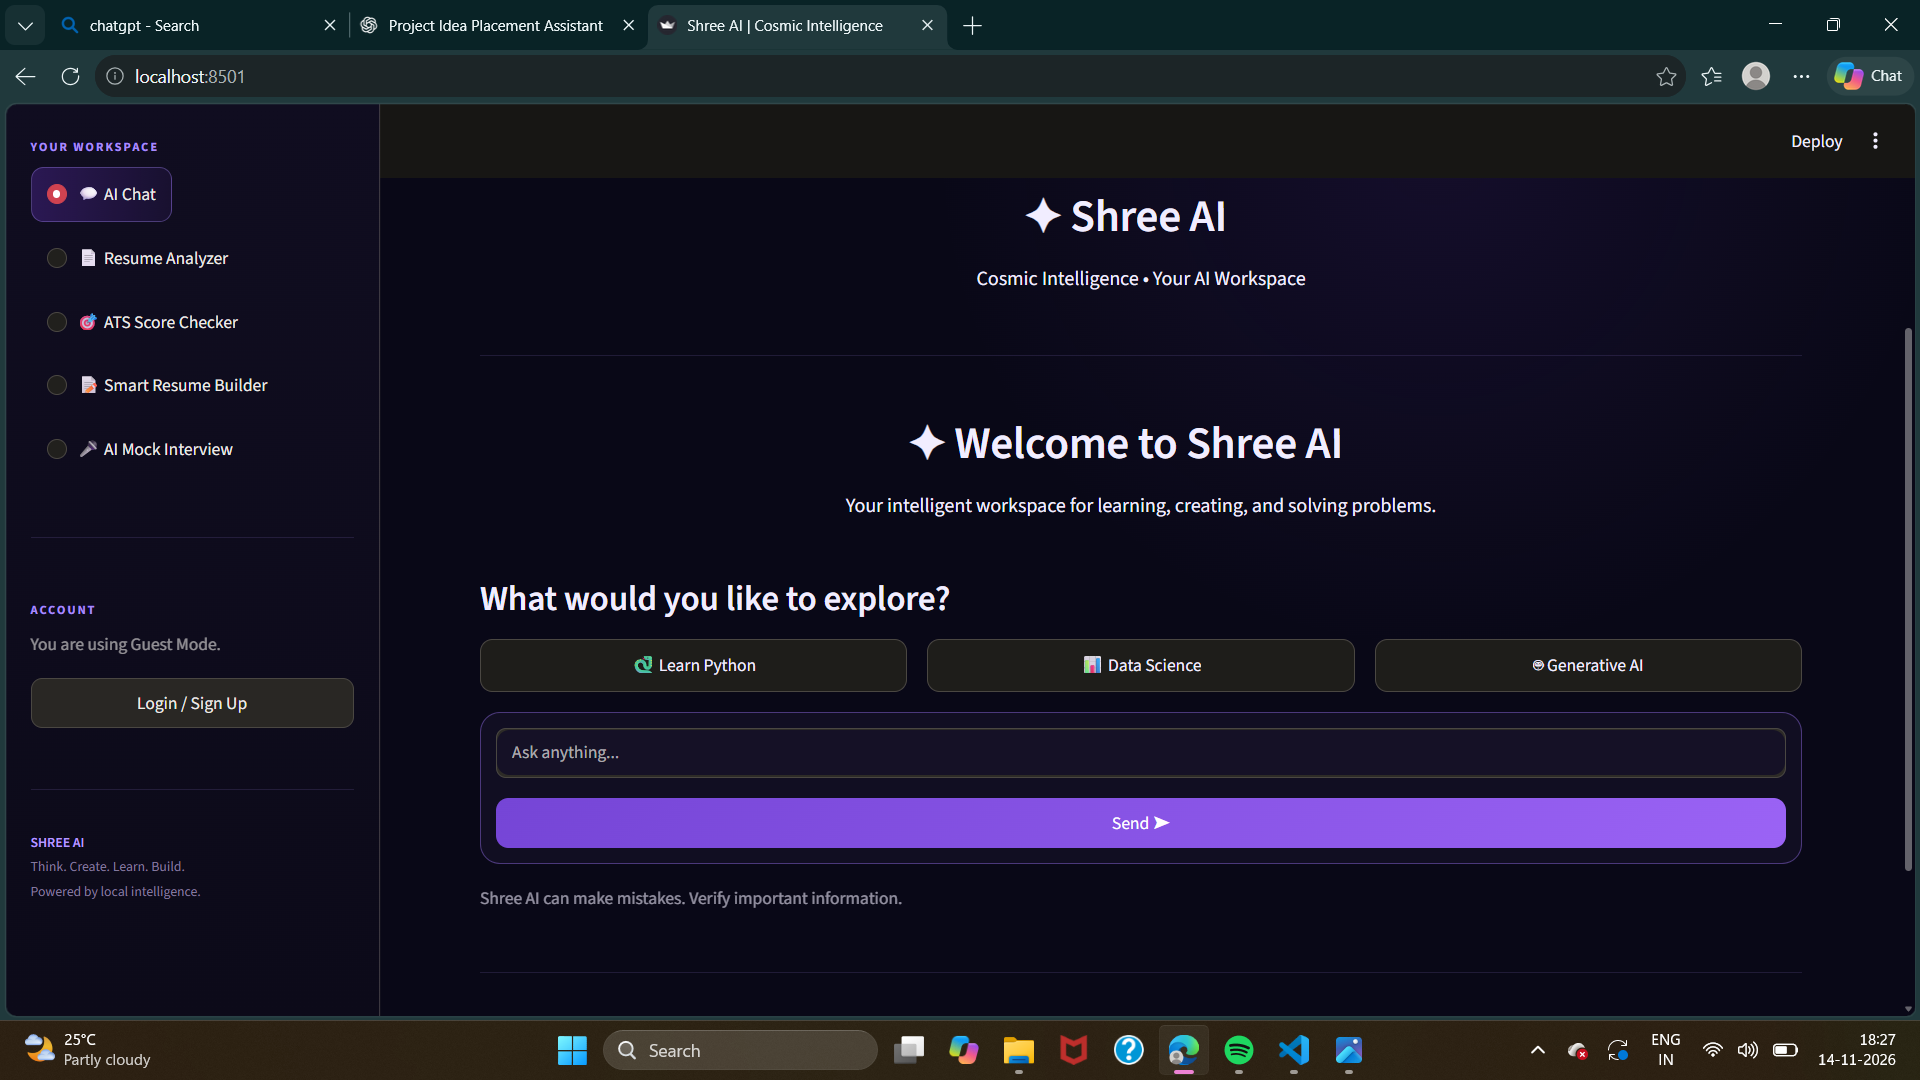 chatgpt - Search
Project Idea Placement Assistant
Shree AI | Cosmic Intelligence
localhost:8501
Chat
YOUR WORKSPACE
AI Chat
Resume Analyzer
ATS Score Checker
Smart Resume Builder
AI Mock Interview
ACCOUNT
You are using Guest Mode.
Login / Sign Up
SHREE AI
Think. Create. Learn. Build.
Powered by local intelligence.
Deploy
Shree AI
Cosmic Intelligence • Your AI Workspace
Welcome to Shree AI
Your intelligent workspace for learning, creating, and solving problems.
What would you like to explore?
Learn Python
Data Science
Generative AI
Ask anything...
Send ➤
Shree AI can make mistakes. Verify important information.
25°C
Partly cloudy
Search
ENG
IN
18:27
14-11-2026